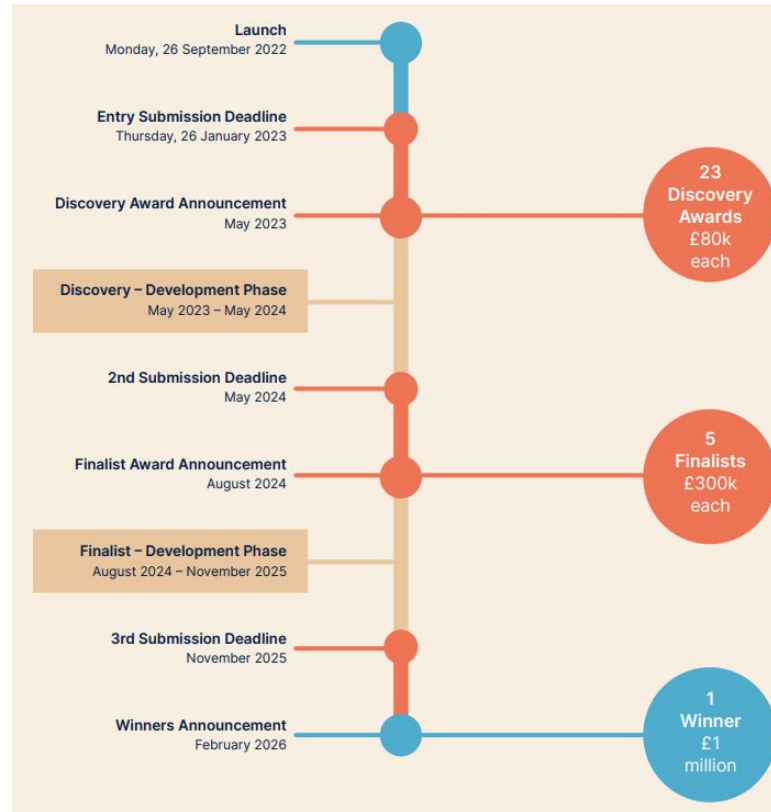 Launch
Monday, 26 September 2022
Entry Submission Deadline
Thursday, 26 January 2023
Discovery Award Announcement
May 2023
23
Discovery
Awards
£80k
each
Discovery – Development Phase
May 2023 – May 2024
2nd Submission Deadline
May 2024
Finalist Award Announcement
August 2024
5
Finalists
£300k
each
Finalist – Development Phase
August 2024 – November 2025
3rd Submission Deadline
November 2025
Winners Announcement
February 2026
1
Winner
£1
million